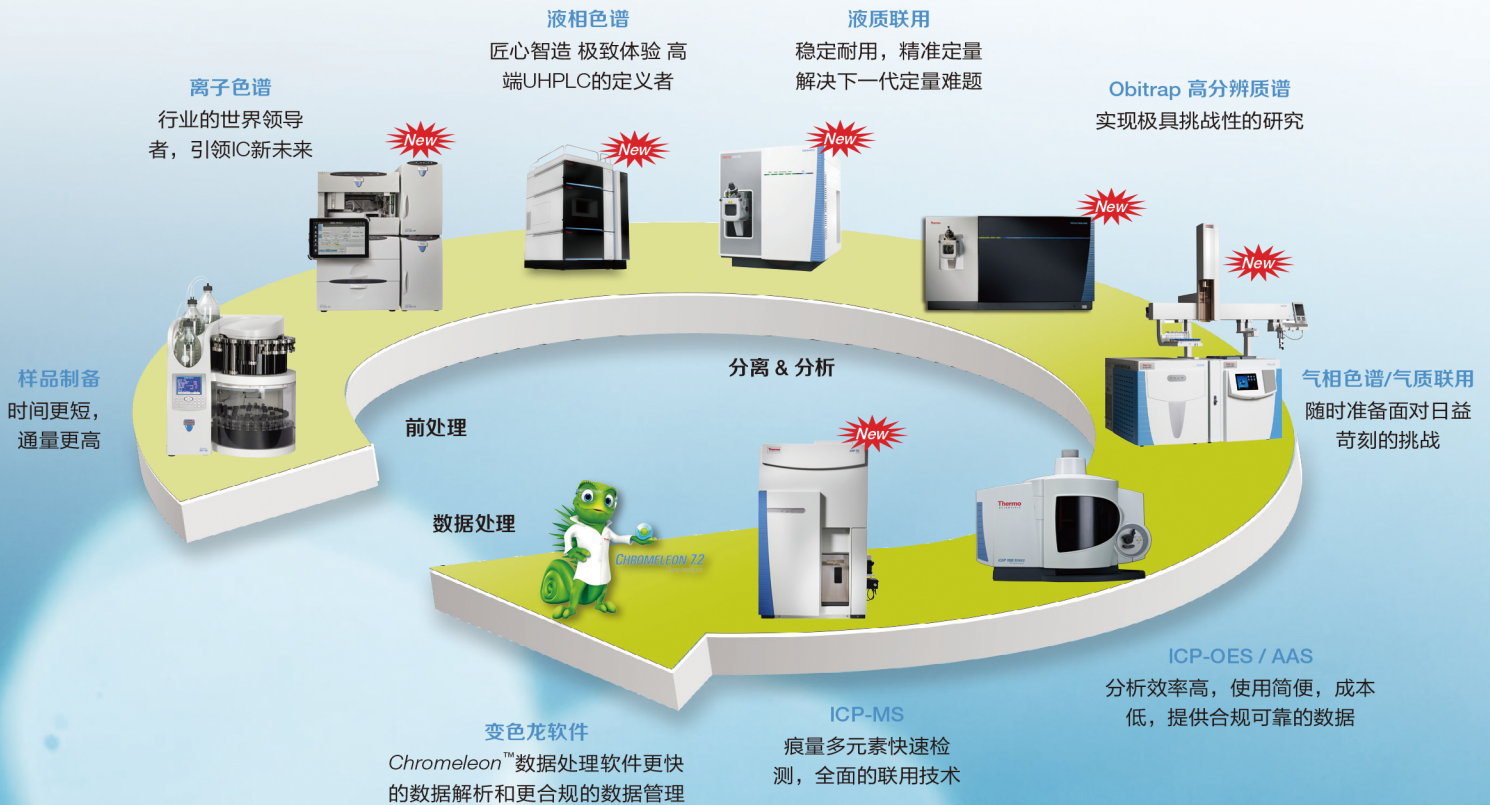 液相色谱
匠心智造 极致体验 高
端UHPLC的定义者
液质联用
稳定耐用，精准定量
解决下一代定量难题
离子色谱
行业的世界领导
者，引领IC新未来
Obitrap 高分辨质谱
实现极具挑战性的研究
New
New
New
New
New
样品制备
时间更短，
通量更高
前处理
分离 & 分析
气相色谱/气质联用
随时准备面对日益
苛刻的挑战
New
数据处理
CHROMELEON 7.2
Thermo
SCIENTIFIC
ICP-OES / AAS
分析效率高，使用简便，成本
低，提供合规可靠的数据
ICP-MS
痕量多元素快速检
测，全面的联用技术
变色龙软件
Chromeleon™数据处理软件更快
的数据解析和更合规的数据管理